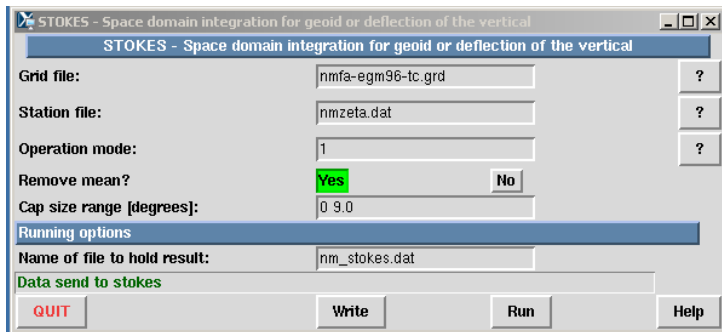 STOKES - Space domain integration for geoid or deflection of the vertical
STOKES - Space domain integration for geoid or deflection of the vertical
Grid file: nmfa-egm96-tc.grd ?
Station file: nmzeta.dat ?
Operation mode: 1 ?
Remove mean? Yes No
Cap size range [degrees]: 0 9.0
Running options
Name of file to hold result: nm_stokes.dat
Data send to stokes
QUIT Write Run Help